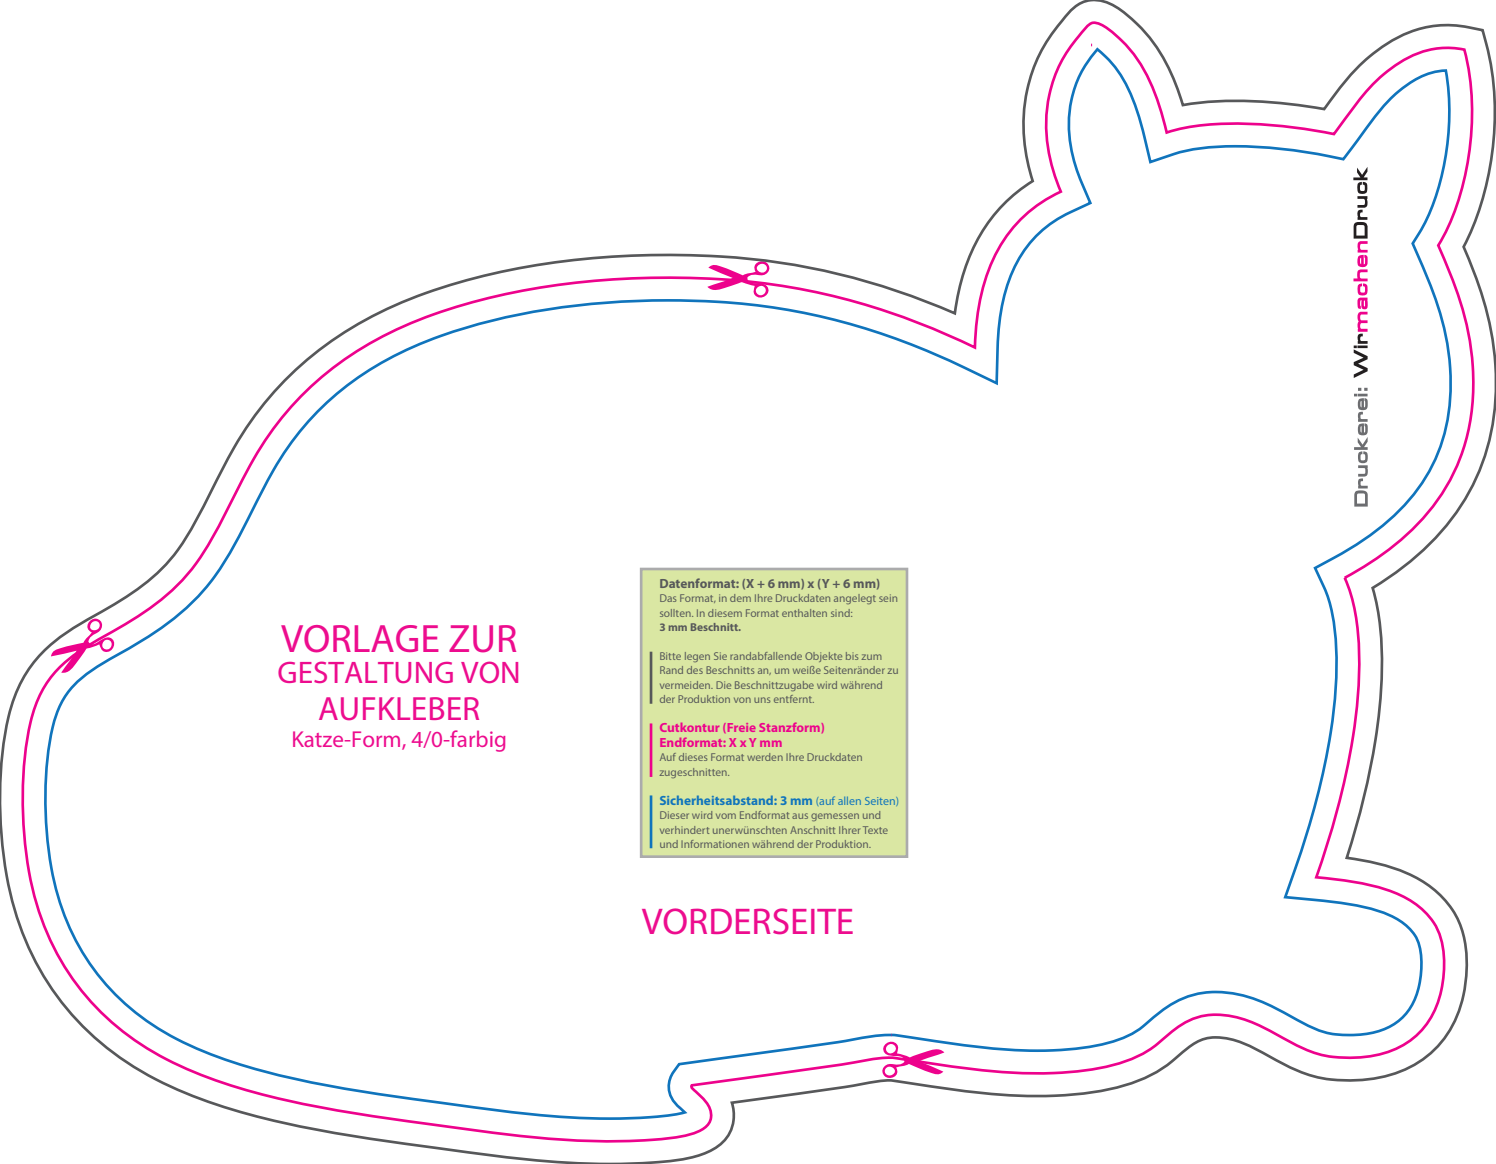 Druckerei: WirmachenDruck
VORLAGE ZUR
GESTALTUNG VON
AUFKLEBER
Katze-Form, 4/0-farbig
Datenformat: (X + 6 mm) x (Y + 6 mm)
Das Format, in dem Ihre Druckdaten angelegt sein
sollten. In diesem Format enthalten sind:
3 mm Beschnitt.
Bitte legen Sie randabfallende Objekte bis zum
Rand des Beschnitts an, um weiße Seitenränder zu
vermeiden. Die Beschnittzugabe wird während
der Produktion von uns entfernt.
Cutkontur (Freie Stanzform)
Endformat: X x Y mm
Auf dieses Format werden Ihre Druckdaten
zugeschnitten.
Sicherheitsabstand: 3 mm (auf allen Seiten)
Dieser wird vom Endformat aus gemessen und
verhindert unerwünschten Anschnitt Ihrer Texte
und Informationen während der Produktion.
VORDERSEITE